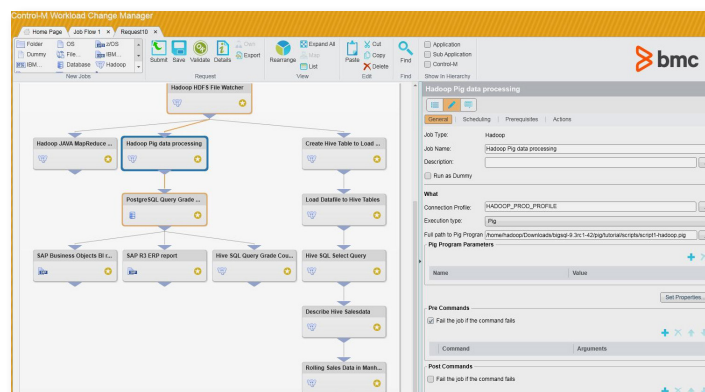 Control-M Workload Change Manager
Home Page Job Flow 1 × Request10 ×
Folder OS z/OS
Dummy File... IBM...
IBM... Database Hadoop
New Jobs
Submit Save Validate Details Export
Request
Rearrange Expand All Map List
View
Paste Cut Copy Delete
Edit
Find
Find
Application
Sub Application
Control-M
Show In Hierarchy
bmc
Hadoop HDFS File Watcher
Hadoop JAVA MapReduce ...
Hadoop Pig data processing
Create Hive Table to Load ...
PostgreSQL Query Grade ...
Load Datafile to Hive Tables
SAP Business Objects BI r...
SAP R3 ERP report
Hive SQL Query Grade Cou...
Hive SQL Select Query
Describe Hive Salesdata
Rolling Sales Data in Manh...
Hadoop Pig data processing
General Scheduling Prerequisites Actions
Job Type: Hadoop
Job Name: Hadoop Pig data processing
Description:
Run as Dummy
What
Connection Profile: HADOOP_PROD_PROFILE
Execution type: Pig
Full path to Pig Program /home/hadoop/Downloads/bigsql-9.3rc1-42/pig/tutorial/scripts/script1-hadoop.pig
Pig Program Parameters
Name Value
Set Properties...
Pre Commands
Fail the job if the command fails
Command Arguments
Post Commands
Fail the job if the command fails